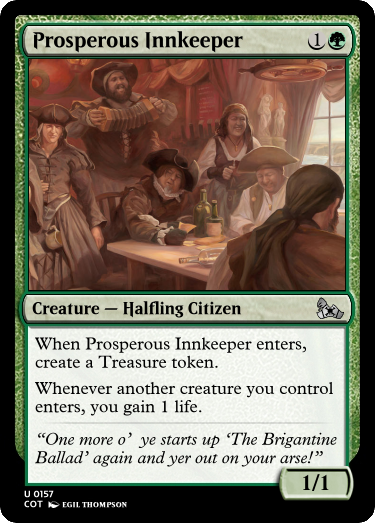 Prosperous Innkeeper
1
Creature — Halfling Citizen
When Prosperous Innkeeper enters,
create a Treasure token.
Whenever another creature you control
enters, you gain 1 life.
“One more o’ ye starts up ‘The Brigantine
Ballad’ again and yer out on your arse!”
1/1
U 0157
COT EGIL THOMPSON